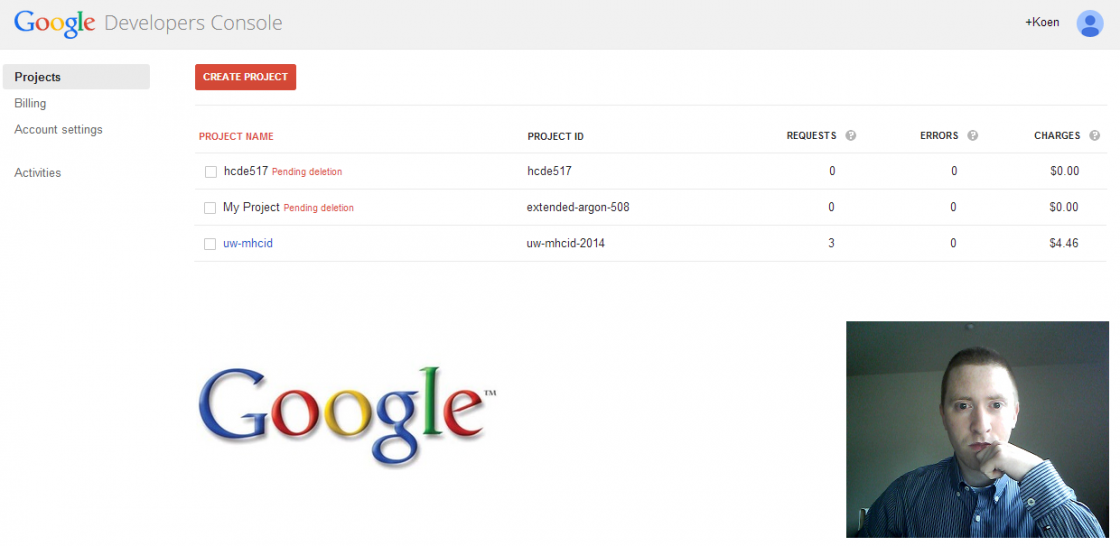 Google Developers Console +Koen
Projects CREATE PROJECT
Billing
Account settings
Activities
PROJECT NAME PROJECT ID REQUESTS ? ERRORS ? CHARGES ?
hcde517 Pending deletion hcde517 0 0 $0.00
My Project Pending deletion extended-argon-508 0 0 $0.00
uw-mhcid uw-mhcid-2014 3 0 $4.46
Google™